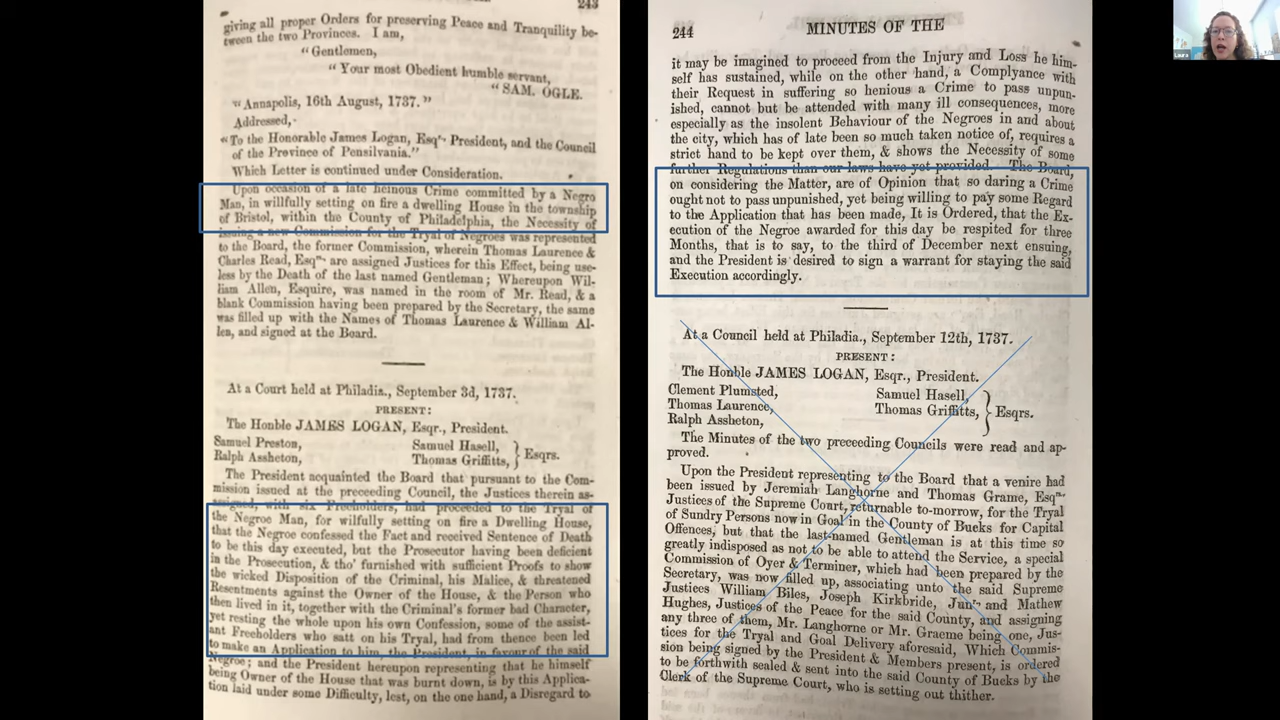 243
giving all proper Orders for preserving Peace and Tranquility be-
tween the two Provinces. I am,
"Gentlemen,
"Your most Obedient humble servant,
"SAM. OGLE.
"Annapolis, 16th August, 1737."
Addressed,
"To the Honorable James Logan, Esqr. President, and the Council
of the Province of Pensilvania."
Which Letter is continued under Consideration.
Upon occasion of a late heinous Crime committed by a Negro
Man, in willfully setting on fire a dwelling House in the township
of Bristol, within the County of Philadelphia, the Necessity of
issuing a new Commission for the Tryal of Negroes was represented
to the Board, the former Commission, wherein Thomas Laurence &
Charles Read, Esqrs. are assigned Justices for this Effect, being use-
less by the Death of the last named Gentleman; Whereupon Wil-
liam Allen, Esquire, was named in the room of Mr. Read, & a
blank Commission having been prepared by the Secretary, the same
was filled up with the Names of Thomas Laurence & William Al-
len, and signed at the Board.
At a Court held at Philadia., September 3d, 1737.
PRESENT:
The Honble JAMES LOGAN, Esqr., President.
Samuel Preston, Samuel Hasell,
Ralph Assheton, Thomas Griffitts, } Esqrs.
The President acquainted the Board that pursuant to the Com-
mission issued at the preceeding Council, the Justices therein as-
signed, with six Freeholders, had proceeded to the Tryal of
the Negroe Man, for wilfully setting on fire a Dwelling House,
that the Negroe confessed the Fact and received Sentence of Death
to be this day executed, but the Prosecutor having been deficient
in the Prosecution, & tho' furnished with sufficient Proofs to show
the wicked Disposition of the Criminal, his Malice, & threatened
Resentments against the Owner of the House, & the Person who
then lived in it, together with the Criminal's former bad Character,
yet resting the whole upon his own Confession, some of the assist-
ant Freeholders who satt on his Tryal, had from thence been led
to make an Application to him, the President, in favour of the said
Negroe; and the President hereupon representing that he himself
being Owner of the House that was burnt down, is by this Applica-
tion laid under some Difficulty, lest, on the one hand, a Disregard to
244 MINUTES OF THE
it may be imagined to proceed from the Injury and Loss he him-
self has sustained, while on the other hand, a Complyance with
their Request in suffering so henious a Crime to pass unpun-
ished, cannot but be attended with many ill consequences, more
especially as the insolent Behaviour of the Negroes in and about
the city, which has of late been so much taken notice of, requires a
strict hand to be kept over them, & shows the Necessity of some
further Regulations than our laws have yet provided. The Board,
on considering the Matter, are of Opinion that so daring a Crime
ought not to pass unpunished, yet being willing to pay some Regard
to the Application that has been made, It is Ordered, that the Ex-
ecution of the Negroe awarded for this day be respited for three
Months, that is to say, to the third of December next ensuing,
and the President is desired to sign a warrant for staying the said
Execution accordingly.
At a Council held at Philadia., September 12th, 1737.
PRESENT:
The Honble JAMES LOGAN, Esqr., President.
Clement Plumsted, Samuel Hasell,
Thomas Laurence, Thomas Griffitts, } Esqrs.
Ralph Assheton,
The Minutes of the two preceeding Councils were read and ap-
proved.
Upon the President representing to the Board that a venire had
been issued by Jeremiah Langhorne and Thomas Grame, Esqrs.
Justices of the Supreme Court, returnable to-morrow, for the Tryal
of Sundry Persons now in Goal in the County of Bucks for Capital
Offences, but that the last-named Gentleman is at this time so
greatly indisposed as not to be able to attend the Service, a special
Commission of Oyer & Terminer, which had been prepared by the
Secretary, was now filled up, associating unto the said Supreme
Justices William Biles, Joseph Kirkbride, Junr. and Mathew
Hughes, Justices of the Peace for the said County, and assigning
any three of them, Mr. Langhorne or Mr. Graeme being one, Jus-
tices for the Tryal and Goal Delivery aforesaid, Which Commis-
sion being signed by the President & Members present, is ordered
to be forthwith sealed & sent into the said County of Bucks by the
Clerk of the Supreme Court, who is setting out thither.
Laura